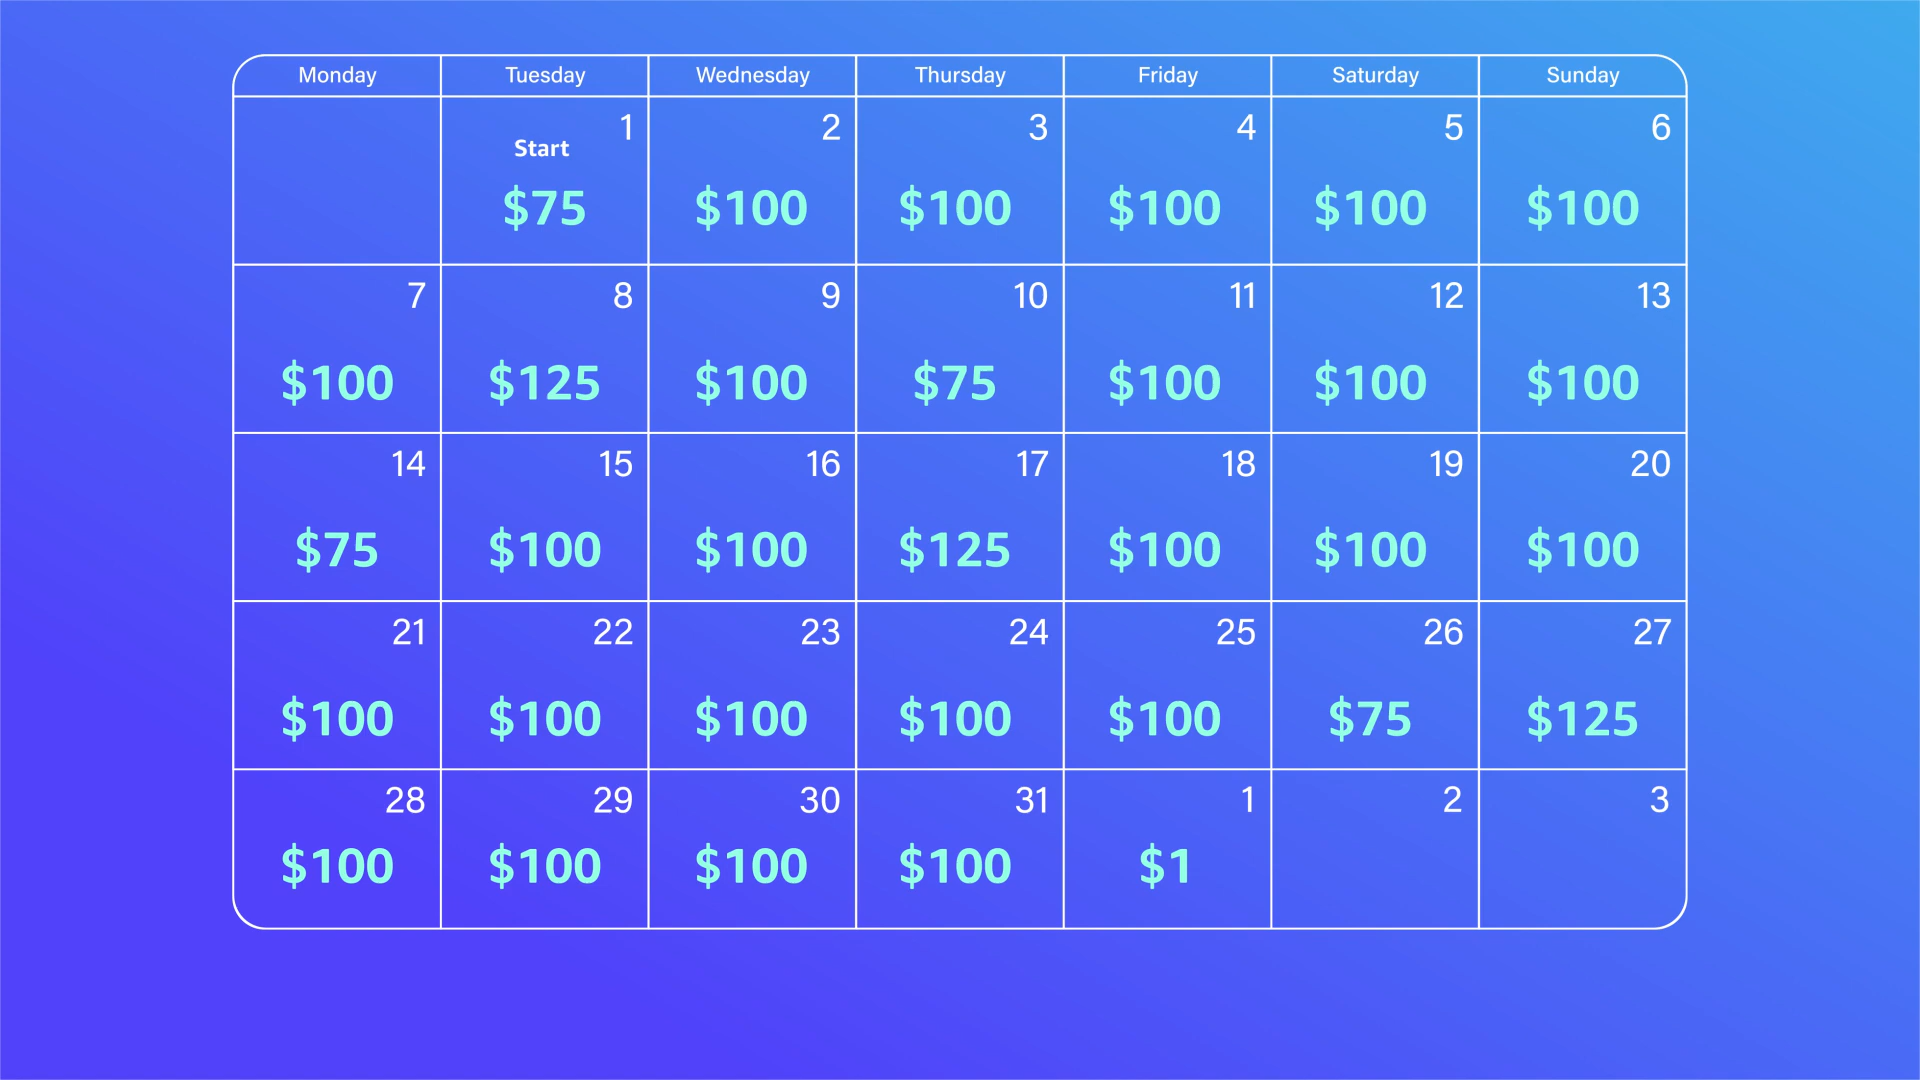 Monday Tuesday Wednesday Thursday Friday Saturday Sunday
1 2 3 4 5 6
Start
$75 $100 $100 $100 $100 $100
7 8 9 10 11 12 13
$100 $125 $100 $75 $100 $100 $100
14 15 16 17 18 19 20
$75 $100 $100 $125 $100 $100 $100
21 22 23 24 25 26 27
$100 $100 $100 $100 $100 $75 $125
28 29 30 31 1 2 3
$100 $100 $100 $100 $1